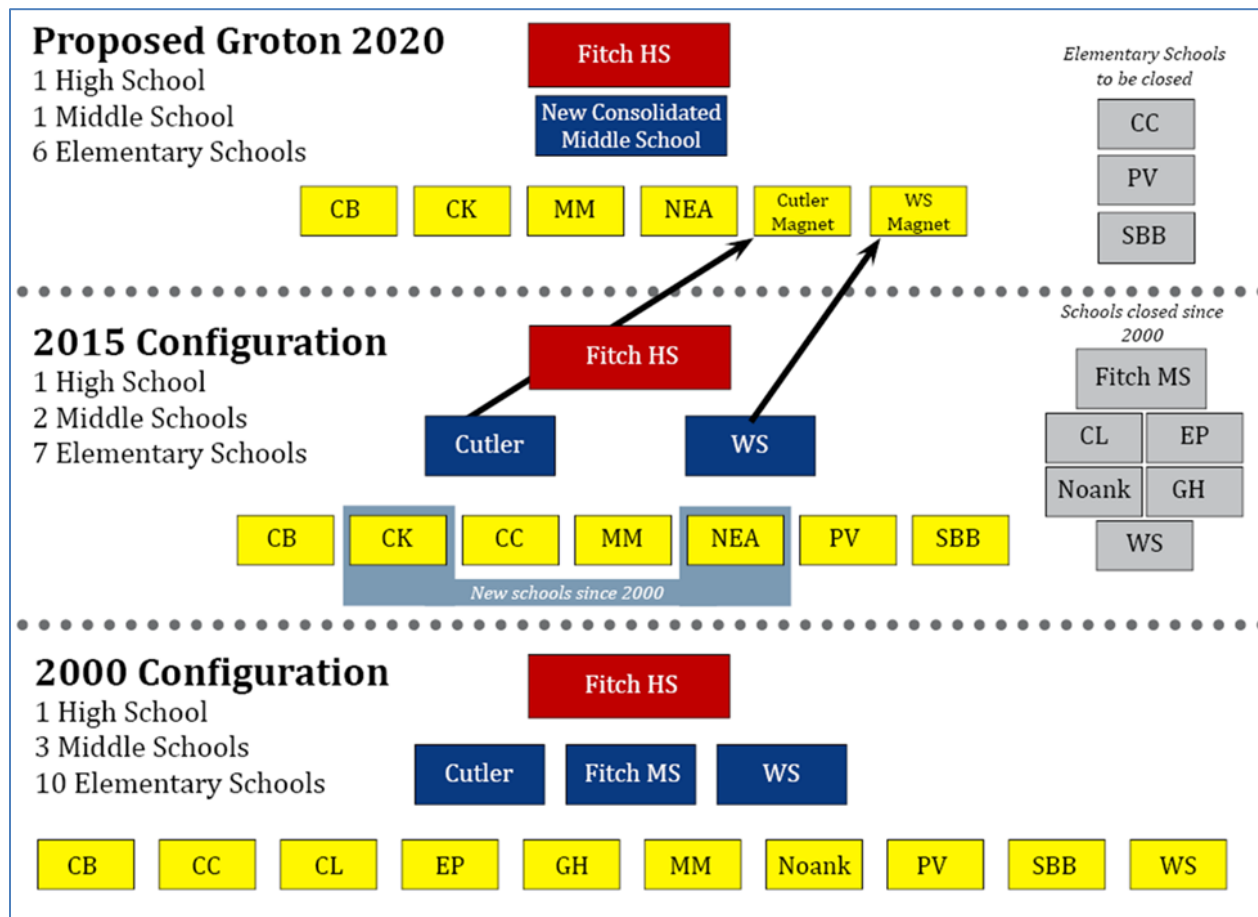 Proposed Groton 2020
1 High School
1 Middle School
6 Elementary Schools
Fitch HS
New Consolidated
Middle School
CB
CK
MM
NEA
Cutler
Magnet
WS
Magnet
Elementary Schools
to be closed
CC
PV
SBB
2015 Configuration
1 High School
2 Middle Schools
7 Elementary Schools
Fitch HS
Cutler
WS
CB
CK
CC
MM
NEA
PV
SBB
New schools since 2000
Schools closed since
2000
Fitch MS
CL
EP
Noank
GH
WS
2000 Configuration
1 High School
3 Middle Schools
10 Elementary Schools
Fitch HS
Cutler
Fitch MS
WS
CB
CC
CL
EP
GH
MM
Noank
PV
SBB
WS